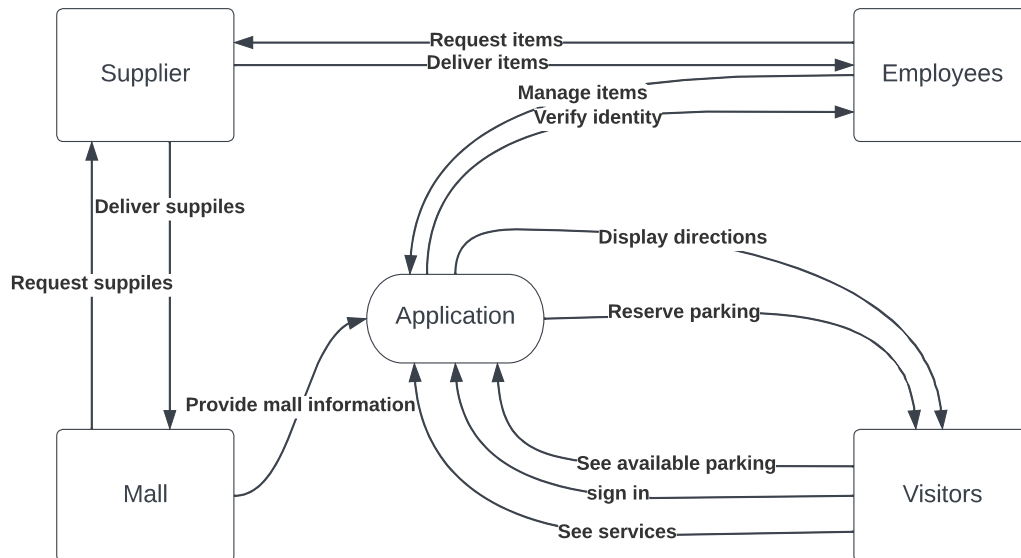 Request items
Deliver items
Supplier
Employees
Manage items
Verify identity
Deliver suppiles
Display directions
Request suppiles
Application
Reserve parking
Provide mall information
See available parking
Mall
sign in
Visitors
See services